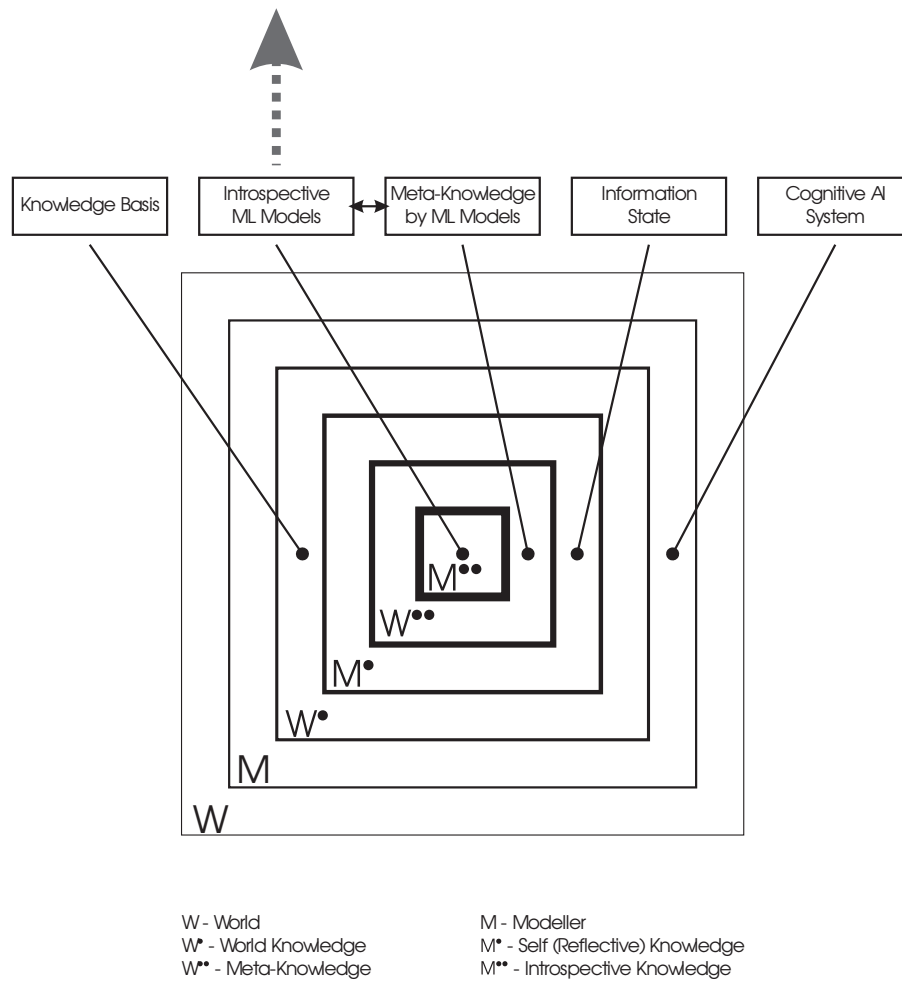 Knowledge Basis
Introspective
ML Models
Meta-Knowledge
by ML Models
Information
State
Cognitive AI
System
M••
W••
M•
W•
M
W
W - World
W• - World Knowledge
W•• - Meta-Knowledge
M - Modeller
M• - Self (Reflective) Knowledge
M•• - Introspective Knowledge